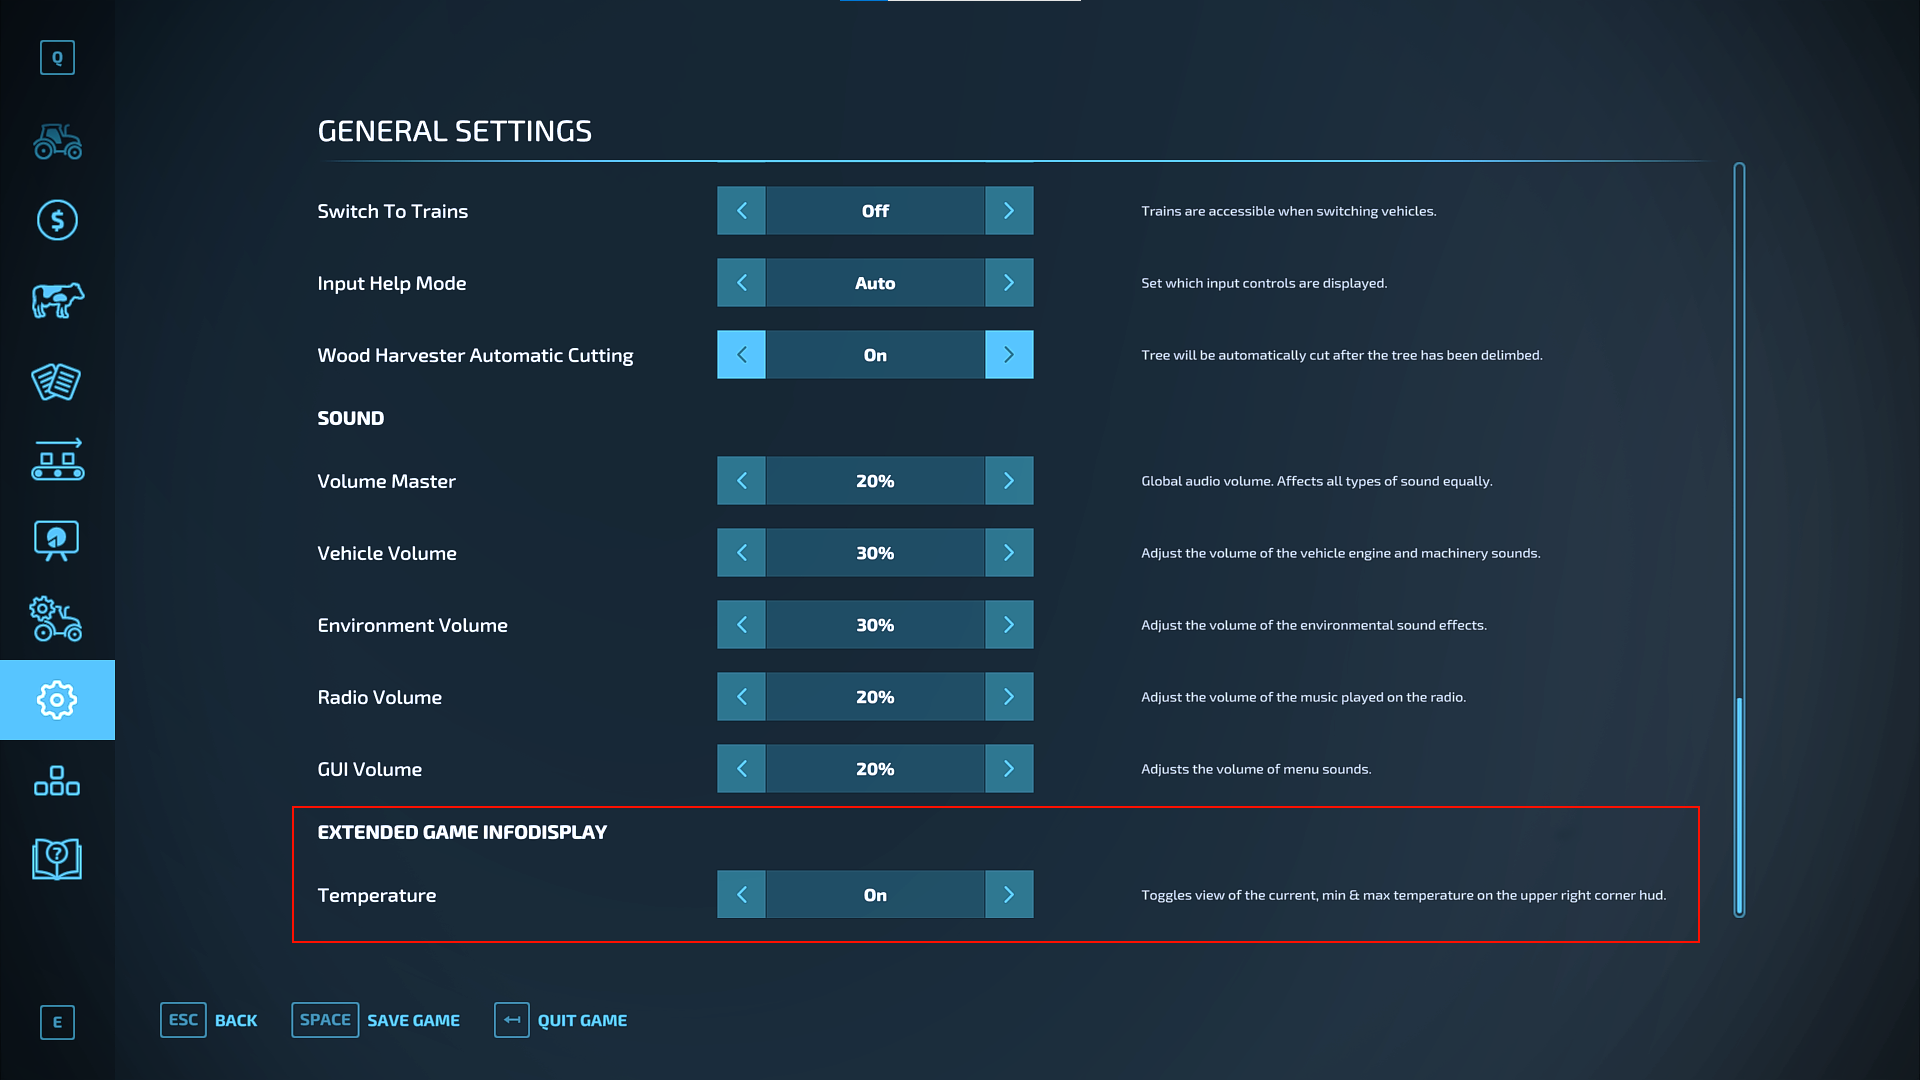 Q
GENERAL SETTINGS
Switch To Trains Off Trains are accessible when switching vehicles.
Input Help Mode Auto Set which input controls are displayed.
Wood Harvester Automatic Cutting On Tree will be automatically cut after the tree has been delimbed.
SOUND
Volume Master 20% Global audio volume. Affects all types of sound equally.
Vehicle Volume 30% Adjust the volume of the vehicle engine and machinery sounds.
Environment Volume 30% Adjust the volume of the environmental sound effects.
Radio Volume 20% Adjust the volume of the music played on the radio.
GUI Volume 20% Adjusts the volume of menu sounds.
EXTENDED GAME INFODISPLAY
Temperature On Toggles view of the current, min & max temperature on the upper right corner hud.
E ESC BACK SPACE SAVE GAME QUIT GAME